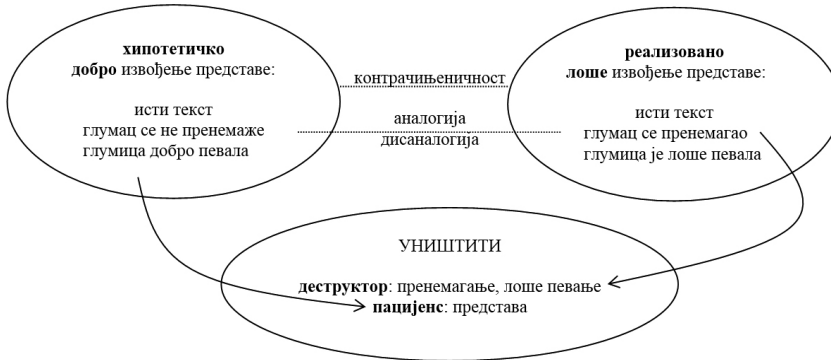 хипотетичко
добро извођење представе:
исти текст
глумац се не пренемаже
глумица добро певала
контрачињеничност
аналогија
дисаналогија
реализовано
лоше извођење представе:
исти текст
глумац се пренемагао
глумица је лоше певала
УНИШТИТИ
деструктор: пренемагање, лоше певање
пацијенс: представа